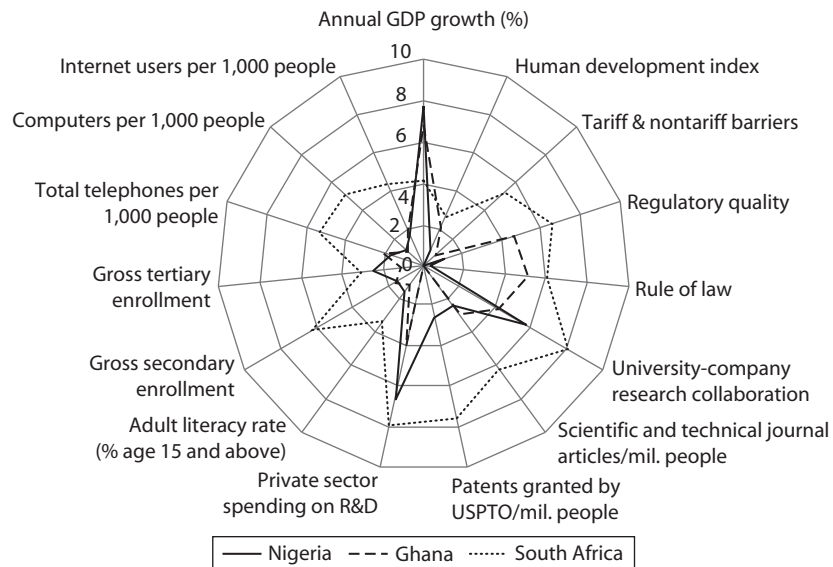 Annual GDP growth (%)
Internet users per 1,000 people
Human development index
Computers per 1,000 people
Tariff & nontariff barriers
Total telephones per
1,000 people
Regulatory quality
Gross tertiary
enrollment
Rule of law
Gross secondary
enrollment
University-company
research collaboration
Adult literacy rate
(% age 15 and above)
Scientific and technical journal
articles/mil. people
Private sector
spending on R&D
Patents granted by
USPTO/mil. people
10
8
6
4
2
0
Nigeria
Ghana
South Africa